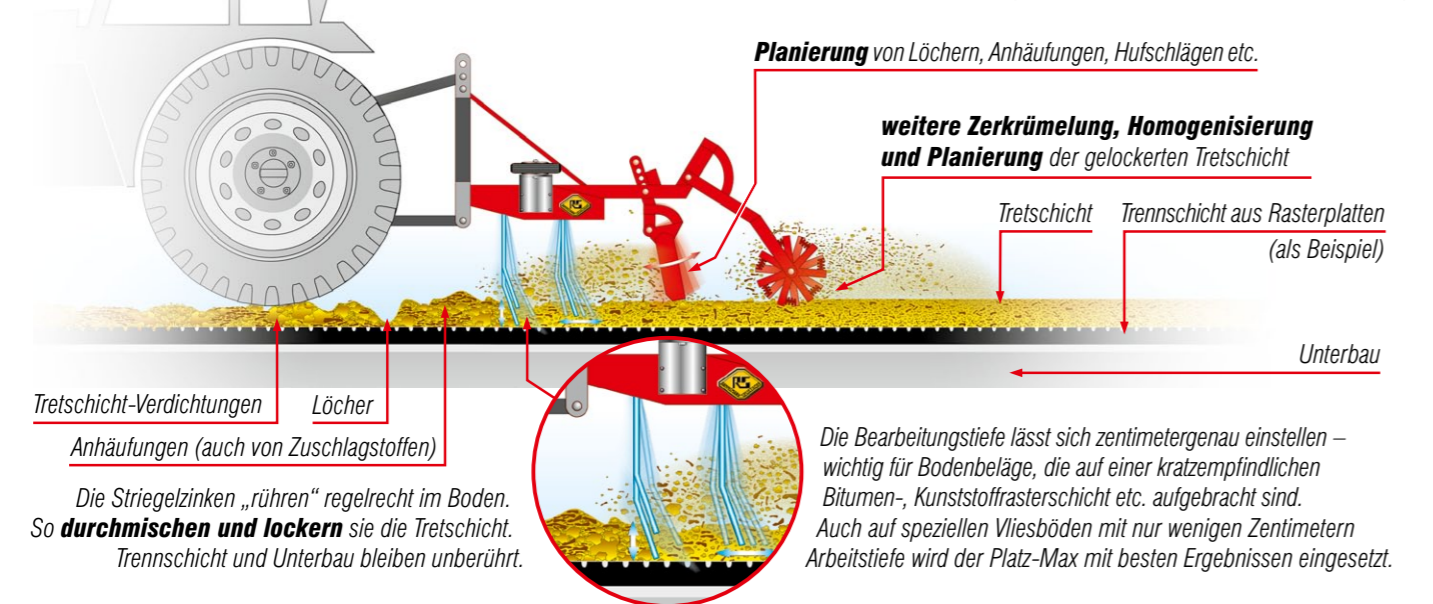 Planierung von Löchern, Anhäufungen, Hufschlägen etc.
weitere Zerkrümelung, Homogenisierung
und Planierung der gelockerten Tretschicht
Tretschicht
Trennschicht aus Rasterplatten
(als Beispiel)
Unterbau
Tretschicht-Verdichtungen
Löcher
Anhäufungen (auch von Zuschlagstoffen)
Die Striegelzinken „rühren“ regelrecht im Boden.
So durchmischen und lockern sie die Tretschicht.
Trennschicht und Unterbau bleiben unberührt.
Die Bearbeitungstiefe lässt sich zentimetergenau einstellen –
wichtig für Bodenbeläge, die auf einer kratzempfindlichen
Bitumen-, Kunststoffrasterschicht etc. aufgebracht sind.
Auch auf speziellen Vliesböden mit nur wenigen Zentimetern
Arbeitstiefe wird der Platz-Max mit besten Ergebnissen eingesetzt.